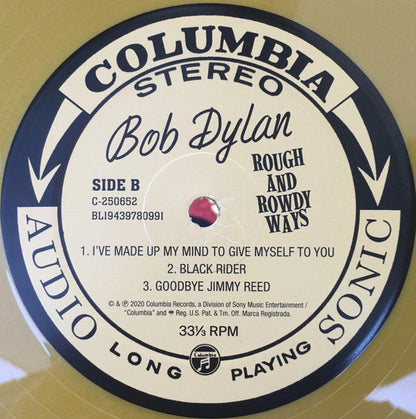 COLUMBIA
STEREO
Bob Dylan
SIDE B
C-250652
BL19439780991
ROUGH
AND
ROWDY
WAYS
1. I'VE MADE UP MY MIND TO GIVE MYSELF TO YOU
2. BLACK RIDER
3. GOODBYE JIMMY REED
© & ℗ 2020 Columbia Records, a Division of Sony Music Entertainment /
"Columbia" and Reg. U.S. Pat. & Tm. Off. Marca Registrada.
33⅓ RPM
AUDIO
LONG
Columbia
PLAYING
SONIC